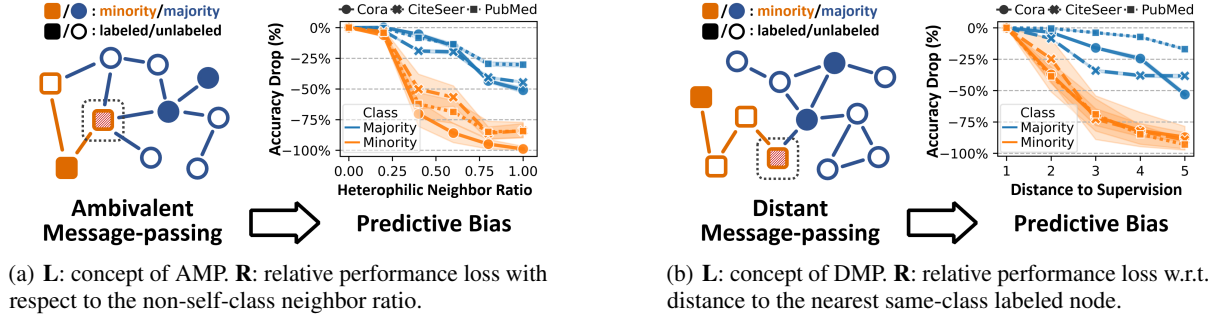 / : minority/majority
/ : labeled/unlabeled
Ambivalent
Message-passing
Cora CiteSeer PubMed
Accuracy Drop (%)
0%
−25%
−50%
−75%
−100%
Class
Majority
Minority
0.00 0.25 0.50 0.75 1.00
Heterophilic Neighbor Ratio
Predictive Bias
(a) L: concept of AMP. R: relative performance loss with
respect to the non-self-class neighbor ratio.
/ : minority/majority
/ : labeled/unlabeled
Distant
Message-passing
Cora CiteSeer PubMed
Accuracy Drop (%)
0%
−25%
−50%
−75%
−100%
Class
Majority
Minority
1 2 3 4 5
Distance to Supervision
Predictive Bias
(b) L: concept of DMP. R: relative performance loss w.r.t.
distance to the nearest same-class labeled node.